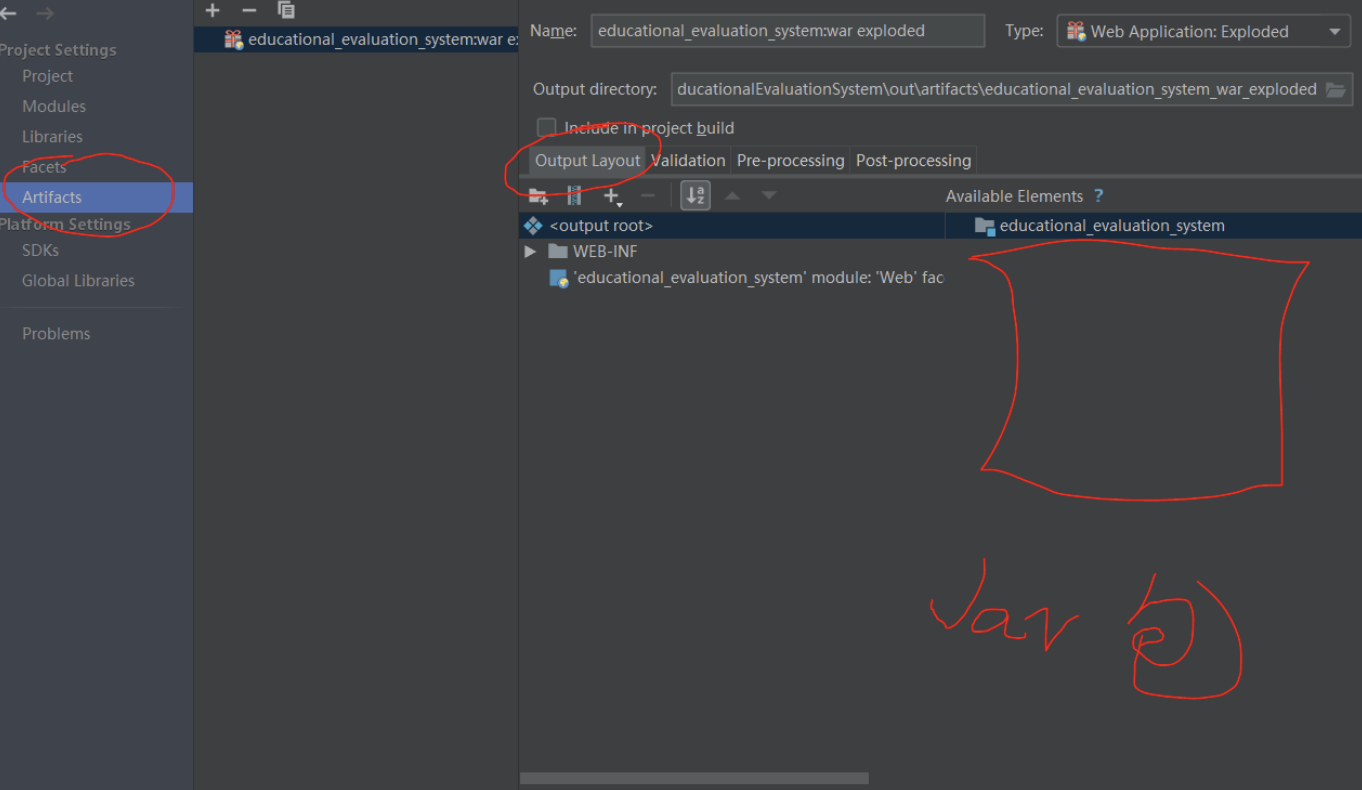 Project Settings
Project
Modules
Libraries
Facets
Artifacts
Platform Settings
SDKs
Global Libraries
Problems
educational_evaluation_system:war e
Name: educational_evaluation_system:war exploded Type: Web Application: Exploded
Output directory: ducationalEvaluationSystem\out\artifacts\educational_evaluation_system_war_exploded
Include in project build
Output Layout Validation Pre-processing Post-processing
Available Elements ?
<output root> educational_evaluation_system
WEB-INF
'educational_evaluation_system' module: 'Web' fac